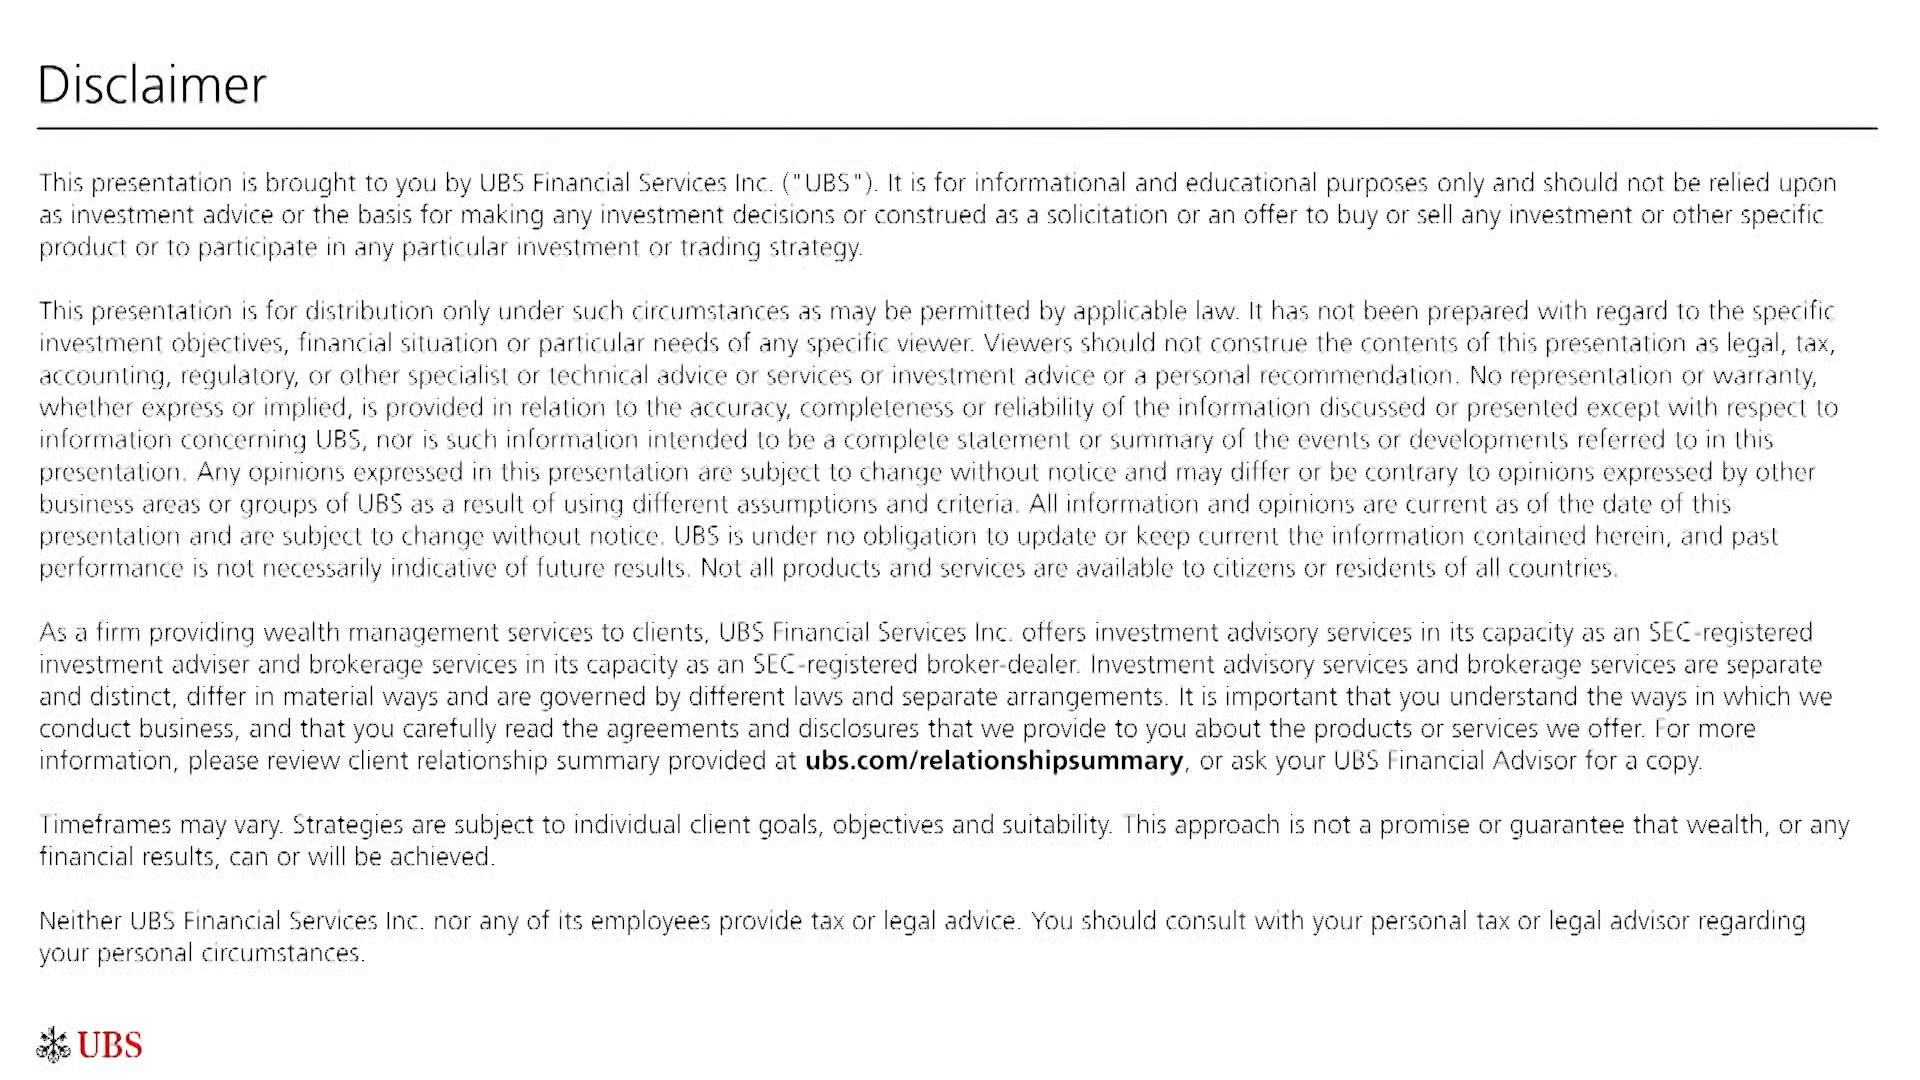 Disclaimer
This presentation is brought to you by UBS Financial Services Inc. ("UBS"). It is for informational and educational purposes only and should not be relied upon
as investment advice or the basis for making any investment decisions or construed as a solicitation or an offer to buy or sell any investment or other specific
product or to participate in any particular investment or trading strategy.
This presentation is for distribution only under such circumstances as may be permitted by applicable law. It has not been prepared with regard to the specific
investment objectives, financial situation or particular needs of any specific viewer. Viewers should not construe the contents of this presentation as legal, tax,
accounting, regulatory, or other specialist or technical advice or services or investment advice or a personal recommendation. No representation or warranty,
whether express or implied, is provided in relation to the accuracy, completeness or reliability of the information discussed or presented except with respect to
information concerning UBS, nor is such information intended to be a complete statement or summary of the events or developments referred to in this
presentation. Any opinions expressed in this presentation are subject to change without notice and may differ or be contrary to opinions expressed by other
business areas or groups of UBS as a result of using different assumptions and criteria. All information and opinions are current as of the date of this
presentation and are subject to change without notice. UBS is under no obligation to update or keep current the information contained herein, and past
performance is not necessarily indicative of future results. Not all products and services are available to citizens or residents of all countries.
As a firm providing wealth management services to clients, UBS Financial Services Inc. offers investment advisory services in its capacity as an SEC-registered
investment adviser and brokerage services in its capacity as an SEC-registered broker-dealer. Investment advisory services and brokerage services are separate
and distinct, differ in material ways and are governed by different laws and separate arrangements. It is important that you understand the ways in which we
conduct business, and that you carefully read the agreements and disclosures that we provide to you about the products or services we offer. For more
information, please review client relationship summary provided at ubs.com/relationshipsummary, or ask your UBS Financial Advisor for a copy.
Timeframes may vary. Strategies are subject to individual client goals, objectives and suitability. This approach is not a promise or guarantee that wealth, or any
financial results, can or will be achieved.
Neither UBS Financial Services Inc. nor any of its employees provide tax or legal advice. You should consult with your personal tax or legal advisor regarding
your personal circumstances.
UBS